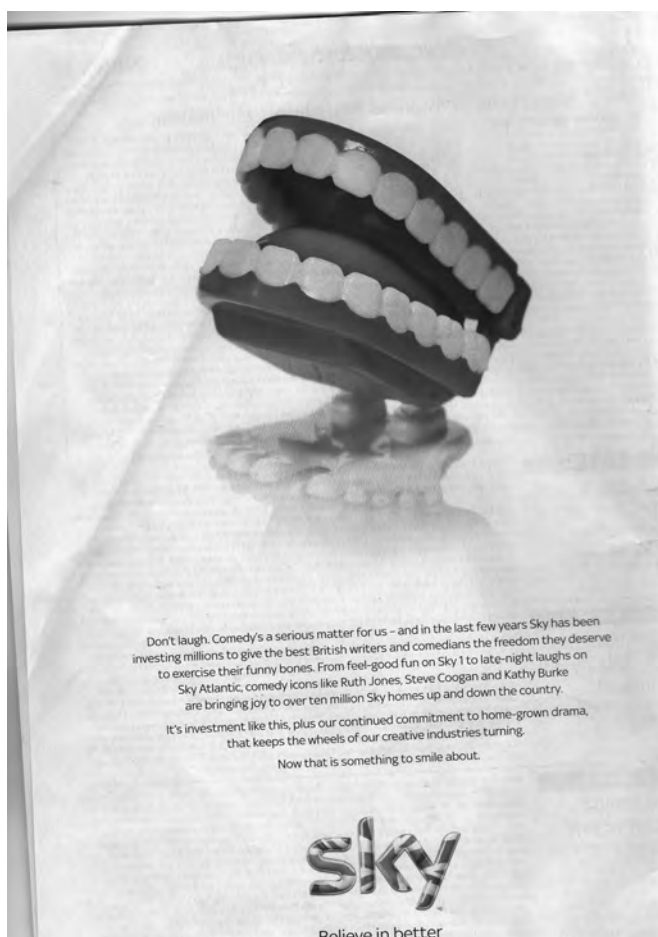 Don't laugh. Comedy's a serious matter for us – and in the last few years Sky has been
investing millions to give the best British writers and comedians the freedom they deserve
to exercise their funny bones. From feel-good fun on Sky 1 to late-night laughs on
Sky Atlantic, comedy icons like Ruth Jones, Steve Coogan and Kathy Burke
are bringing joy to over ten million Sky homes up and down the country.
It's investment like this, plus our continued commitment to home-grown drama,
that keeps the wheels of our creative industries turning.
Now that is something to smile about.
sky
Believe in better